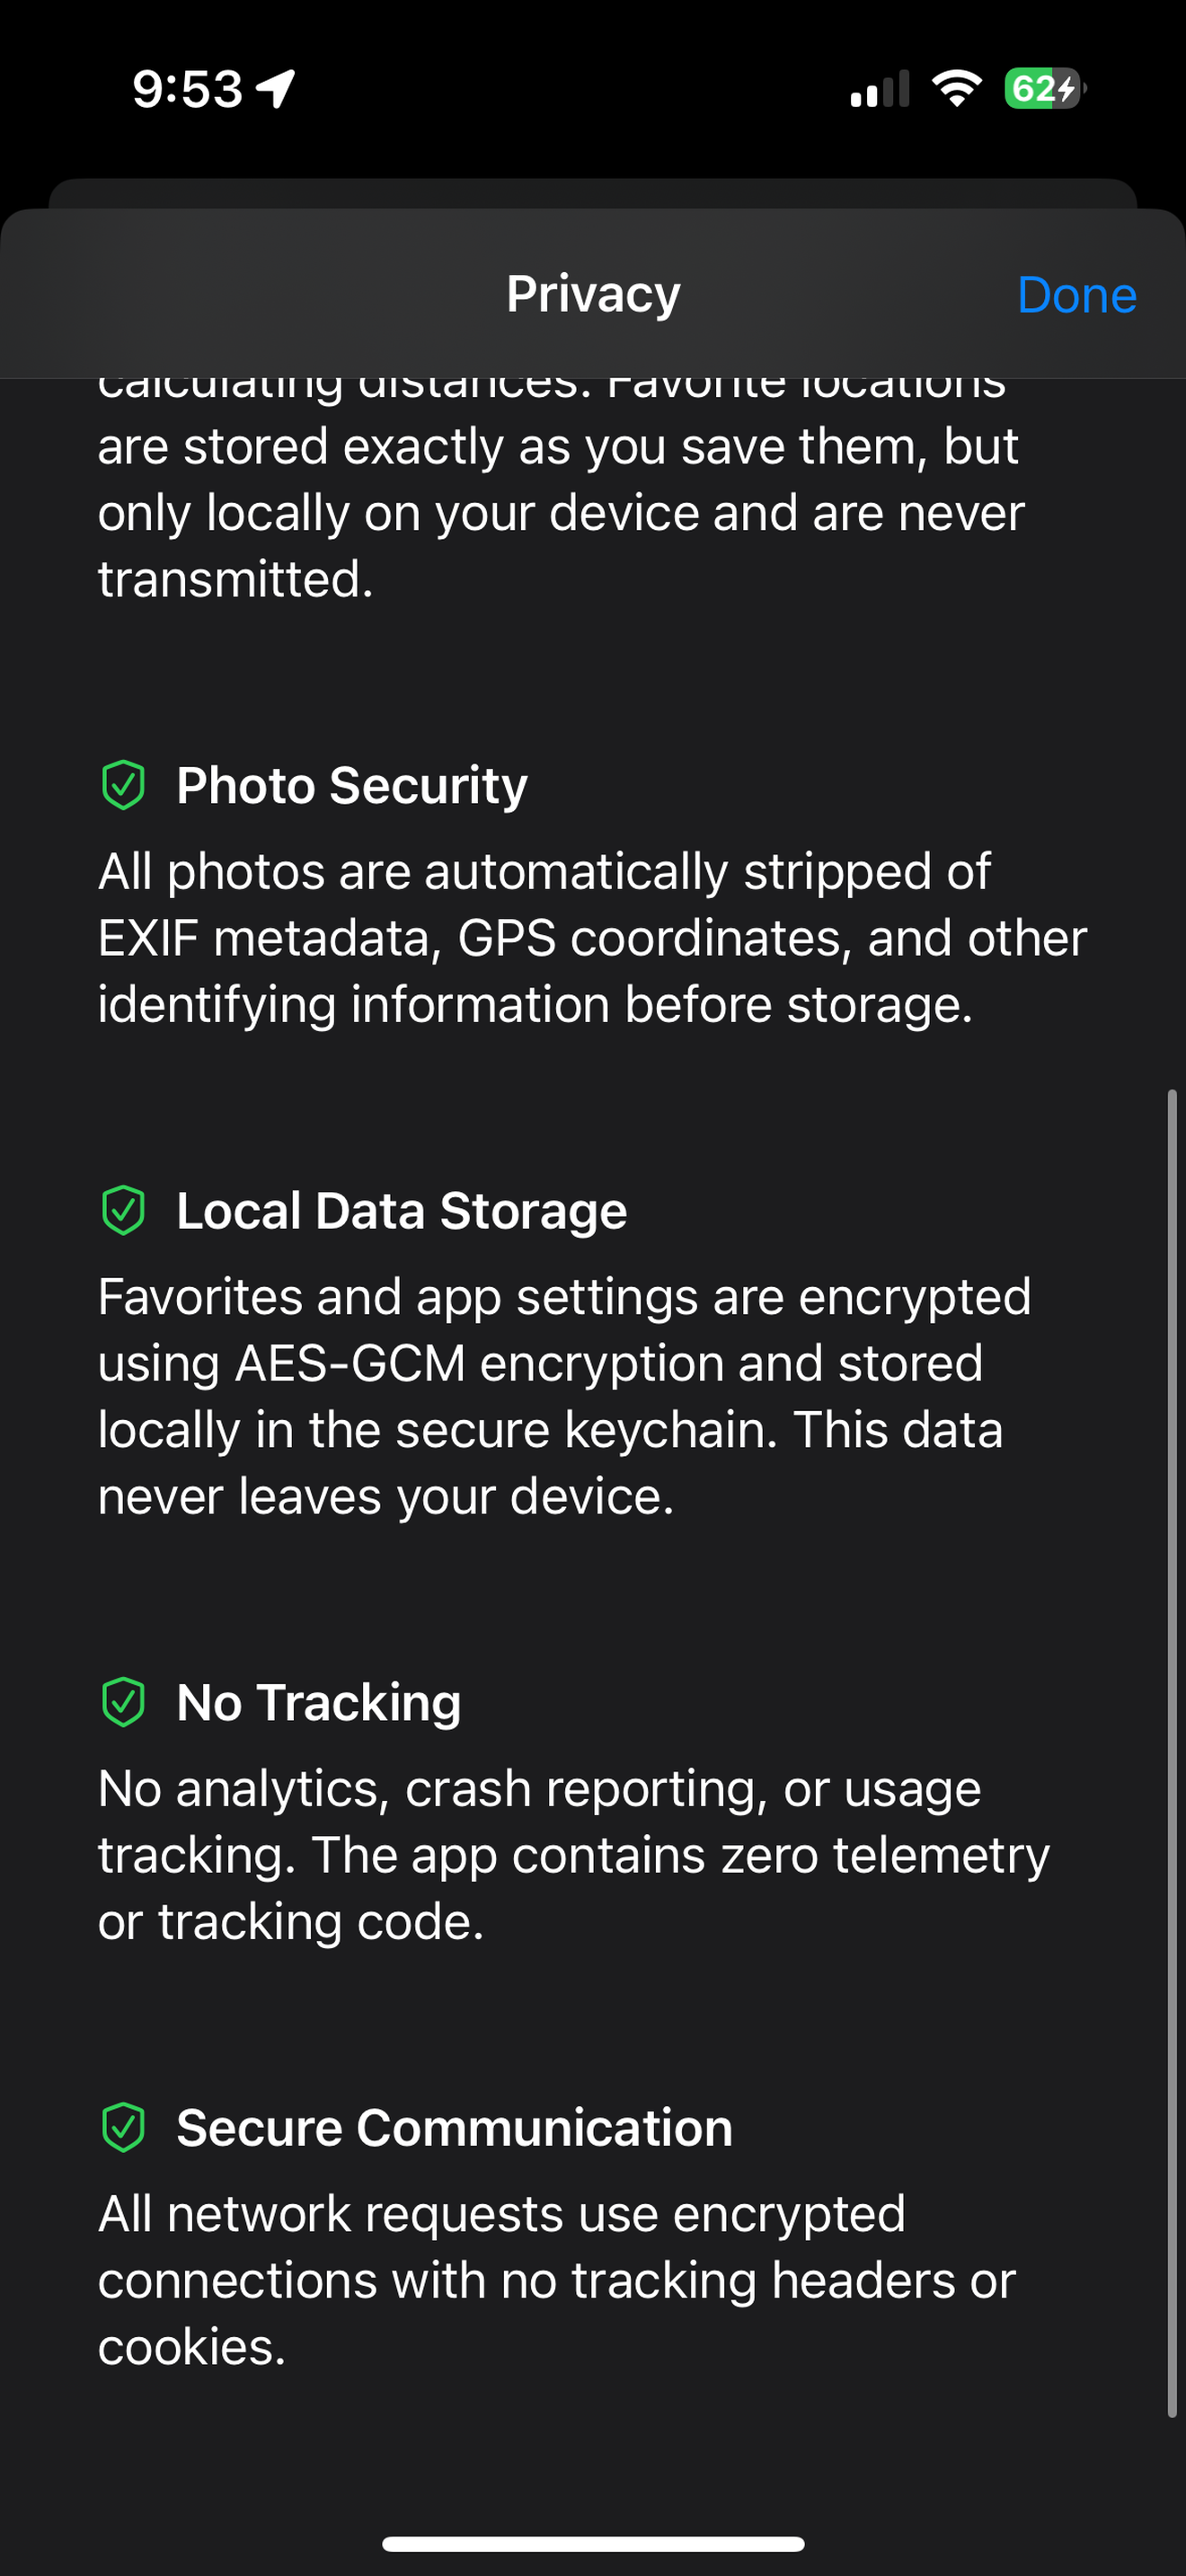 9:53
62
Privacy
Done
calculating distances. Favorite locations
are stored exactly as you save them, but
only locally on your device and are never
transmitted.
Photo Security
All photos are automatically stripped of
EXIF metadata, GPS coordinates, and other
identifying information before storage.
Local Data Storage
Favorites and app settings are encrypted
using AES-GCM encryption and stored
locally in the secure keychain. This data
never leaves your device.
No Tracking
No analytics, crash reporting, or usage
tracking. The app contains zero telemetry
or tracking code.
Secure Communication
All network requests use encrypted
connections with no tracking headers or
cookies.